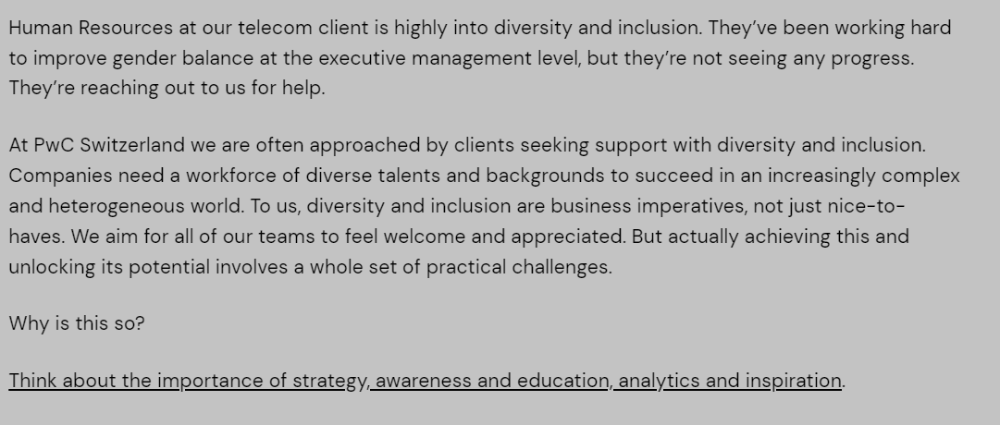 Human Resources at our telecom client is highly into diversity and inclusion. They’ve been working hard
to improve gender balance at the executive management level, but they’re not seeing any progress.
They’re reaching out to us for help.
At PwC Switzerland we are often approached by clients seeking support with diversity and inclusion.
Companies need a workforce of diverse talents and backgrounds to succeed in an increasingly complex
and heterogeneous world. To us, diversity and inclusion are business imperatives, not just nice-to-
haves. We aim for all of our teams to feel welcome and appreciated. But actually achieving this and
unlocking its potential involves a whole set of practical challenges.
Why is this so?
Think about the importance of strategy, awareness and education, analytics and inspiration.